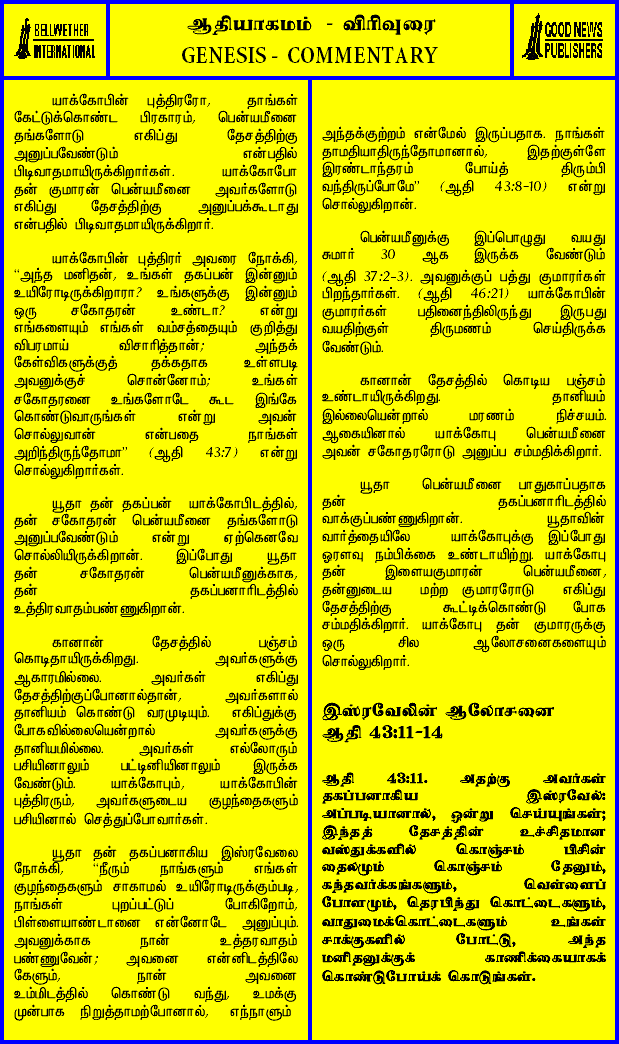 BELLWETHER
INTERNATIONAL
ஆதியாகமம் - விரிவுரை
GENESIS - COMMENTARY
GOOD NEWS
PUBLISHERS
யாக்கோபின் புத்திரரோ, தாங்கள்
கேட்டுக்கொண்ட பிரகாரம், பென்யமீனை
தங்களோடு எகிப்து தேசத்திற்கு
அனுப்பவேண்டும் என்பதில்
பிடிவாதமாயிருக்கிறார்கள். யாக்கோபோ
தன் குமாரன் பென்யமீனை அவர்களோடு
எகிப்து தேசத்திற்கு அனுப்பக்கூடாது
என்பதில் பிடிவாதமாயிருக்கிறார்.
யாக்கோபின் புத்திரர் அவரை நோக்கி,
“அந்த மனிதன், உங்கள் தகப்பன் இன்னும்
உயிரோடிருக்கிறாரா? உங்களுக்கு இன்னும்
ஒரு சகோதரன் உண்டா? என்று
எங்களையும் எங்கள் வம்சத்தையும் குறித்து
விபரமாய் விசாரித்தான்; அந்தக்
கேள்விகளுக்குத் தக்கதாக உள்ளபடி
அவனுக்குச் சொன்னோம்; உங்கள்
சகோதரனை உங்களோடே கூட இங்கே
கொண்டுவாருங்கள் என்று அவன்
சொல்லுவான் என்பதை நாங்கள்
அறிந்திருந்தோமா” (ஆதி 43:7) என்று
சொல்லுகிறார்கள்.
யூதா தன் தகப்பன் யாக்கோபிடத்தில்,
தன் சகோதரன் பென்யமீனை தங்களோடு
அனுப்பவேண்டும் என்று ஏற்கெனவே
சொல்லியிருக்கிறான். இப்போது யூதா
தன் சகோதரன் பென்யமீனுக்காக,
தன் தகப்பனாரிடத்தில்
உத்திரவாதம்பண்ணுகிறான்.
கானான் தேசத்தில் பஞ்சம்
கொடிதாயிருக்கிறது. அவர்களுக்கு
ஆகாரமில்லை. அவர்கள் எகிப்து
தேசத்திற்குப்போனால்தான், அவர்களால்
தானியம் கொண்டு வரமுடியும். எகிப்துக்கு
போகவில்லையென்றால் அவர்களுக்கு
தானியமில்லை. அவர்கள் எல்லோரும்
பசியினாலும் பட்டினியினாலும் இருக்க
வேண்டும். யாக்கோபும், யாக்கோபின்
புத்திரரும், அவர்களுடைய குழந்தைகளும்
பசியினால் செத்துப்போவார்கள்.
யூதா தன் தகப்பனாகிய இஸ்ரவேலை
நோக்கி, “நீரும் நாங்களும் எங்கள்
குழந்தைகளும் சாகாமல் உயிரோடிருக்கும்படி,
நாங்கள் புறப்பட்டுப் போகிறோம்,
பிள்ளையாண்டானை என்னோடே அனுப்பும்.
அவனுக்காக நான் உத்தரவாதம்
பண்ணுவேன்; அவனை என்னிடத்திலே
கேளும், நான் அவனை
உம்மிடத்தில் கொண்டு வந்து, உமக்கு
முன்பாக நிறுத்தாமற்போனால், எந்நாளும்
அந்தக்குற்றம் என்மேல் இருப்பதாக. நாங்கள்
தாமதியாதிருந்தோமானால், இதற்குள்ளே
இரண்டாந்தரம் போய்த் திரும்பி
வந்திருப்போமே” (ஆதி 43:8-10) என்று
சொல்லுகிறான்.
பென்யமீனுக்கு இப்பொழுது வயது
சுமார் 30 ஆக இருக்க வேண்டும்
(ஆதி 37:2-3). அவனுக்குப் பத்து குமாரர்கள்
பிறந்தார்கள். (ஆதி 46:21) யாக்கோபின்
குமாரர்கள் பதினைந்திலிருந்து இருபது
வயதிற்குள் திருமணம் செய்திருக்க
வேண்டும்.
கானான் தேசத்தில் கொடிய பஞ்சம்
உண்டாயிருக்கிறது. தானியம்
இல்லையென்றால் மரணம் நிச்சயம்.
ஆகையினால் யாக்கோபு பென்யமீனை
அவன் சகோதரரோடு அனுப்ப சம்மதிக்கிறார்.
யூதா பென்யமீனை பாதுகாப்பதாக
தன் தகப்பனாரிடத்தில்
வாக்குப்பண்ணுகிறான். யூதாவின்
வார்த்தையிலே யாக்கோபுக்கு இப்போது
ஓரளவு நம்பிக்கை உண்டாயிற்று. யாக்கோபு
தன் இளையகுமாரன் பென்யமீனை,
தன்னுடைய மற்ற குமாரரோடு எகிப்து
தேசத்திற்கு கூட்டிக்கொண்டு போக
சம்மதிக்கிறார். யாக்கோபு தன் குமாரருக்கு
ஒரு சில ஆலோசனைகளையும்
சொல்லுகிறார்.
இஸ்ரவேலின் ஆலோசனை
ஆதி 43:11-14
ஆதி 43:11. அதற்கு அவர்கள்
தகப்பனாகிய இஸ்ரவேல்:
அப்படியானால், ஒன்று செய்யுங்கள்;
இந்தத் தேசத்தின் உச்சிதமான
வஸ்துக்களில் கொஞ்சம் பிசின்
தைலமும் கொஞ்சம் தேனும்,
கந்தவர்க்கங்களும், வெள்ளைப்
போளமும், தெரபிந்து கொட்டைகளும்,
வாதுமைக்கொட்டைகளும் உங்கள்
சாக்குகளில் போட்டு, அந்த
மனிதனுக்குக் காணிக்கையாகக்
கொண்டுபோய்க் கொடுங்கள்.